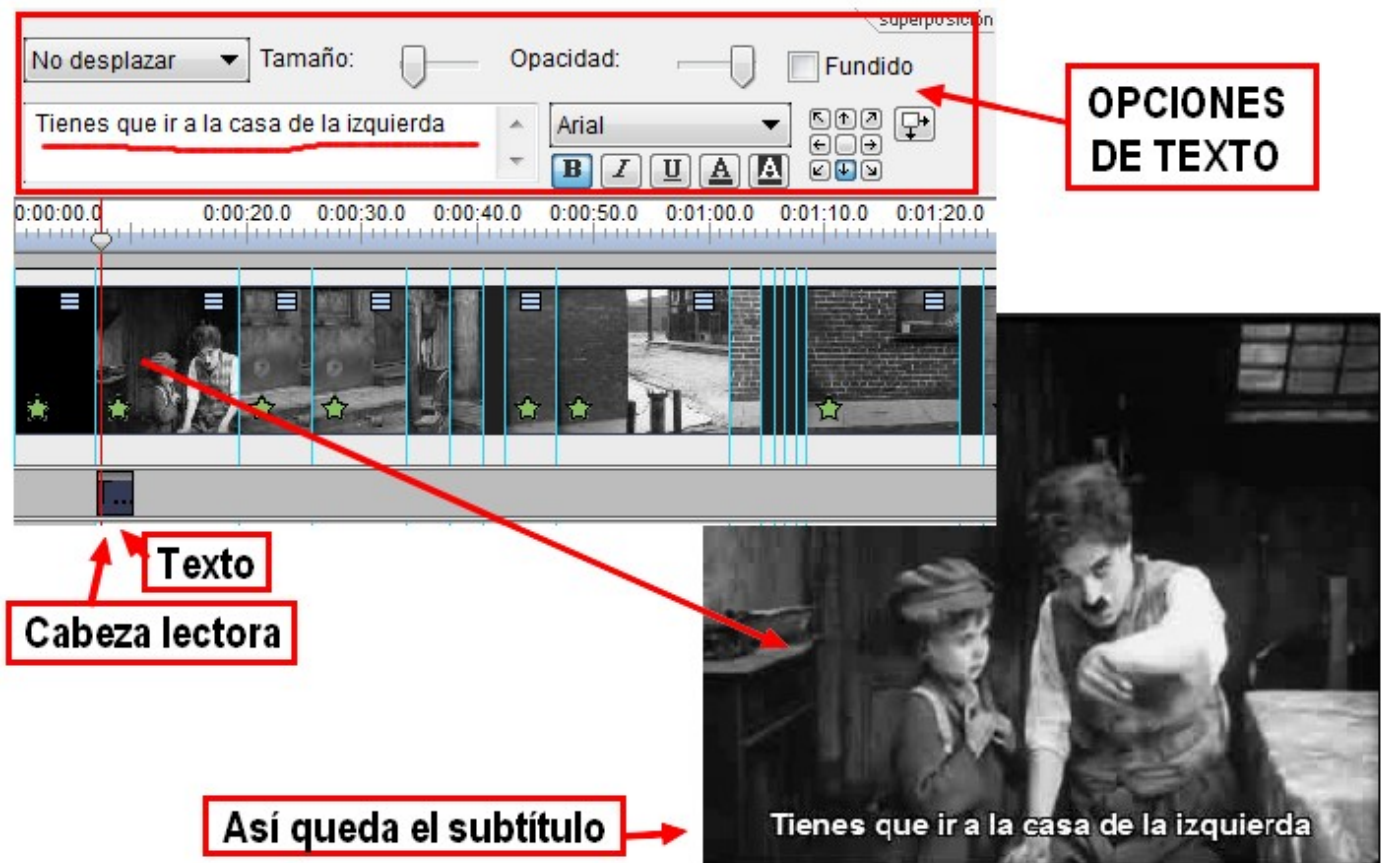 superposición
No desplazar Tamaño: Opacidad: Fundido
OPCIONES
DE TEXTO
Tienes que ir a la casa de la izquierda
Arial
B I U A A
0:00:00.0 0:00:20.0 0:00:30.0 0:00:40.0 0:00:50.0 0:01:00.0 0:01:10.0 0:01:20.0
Texto
Cabeza lectora
Así queda el subtítulo
Tienes que ir a la casa de la izquierda